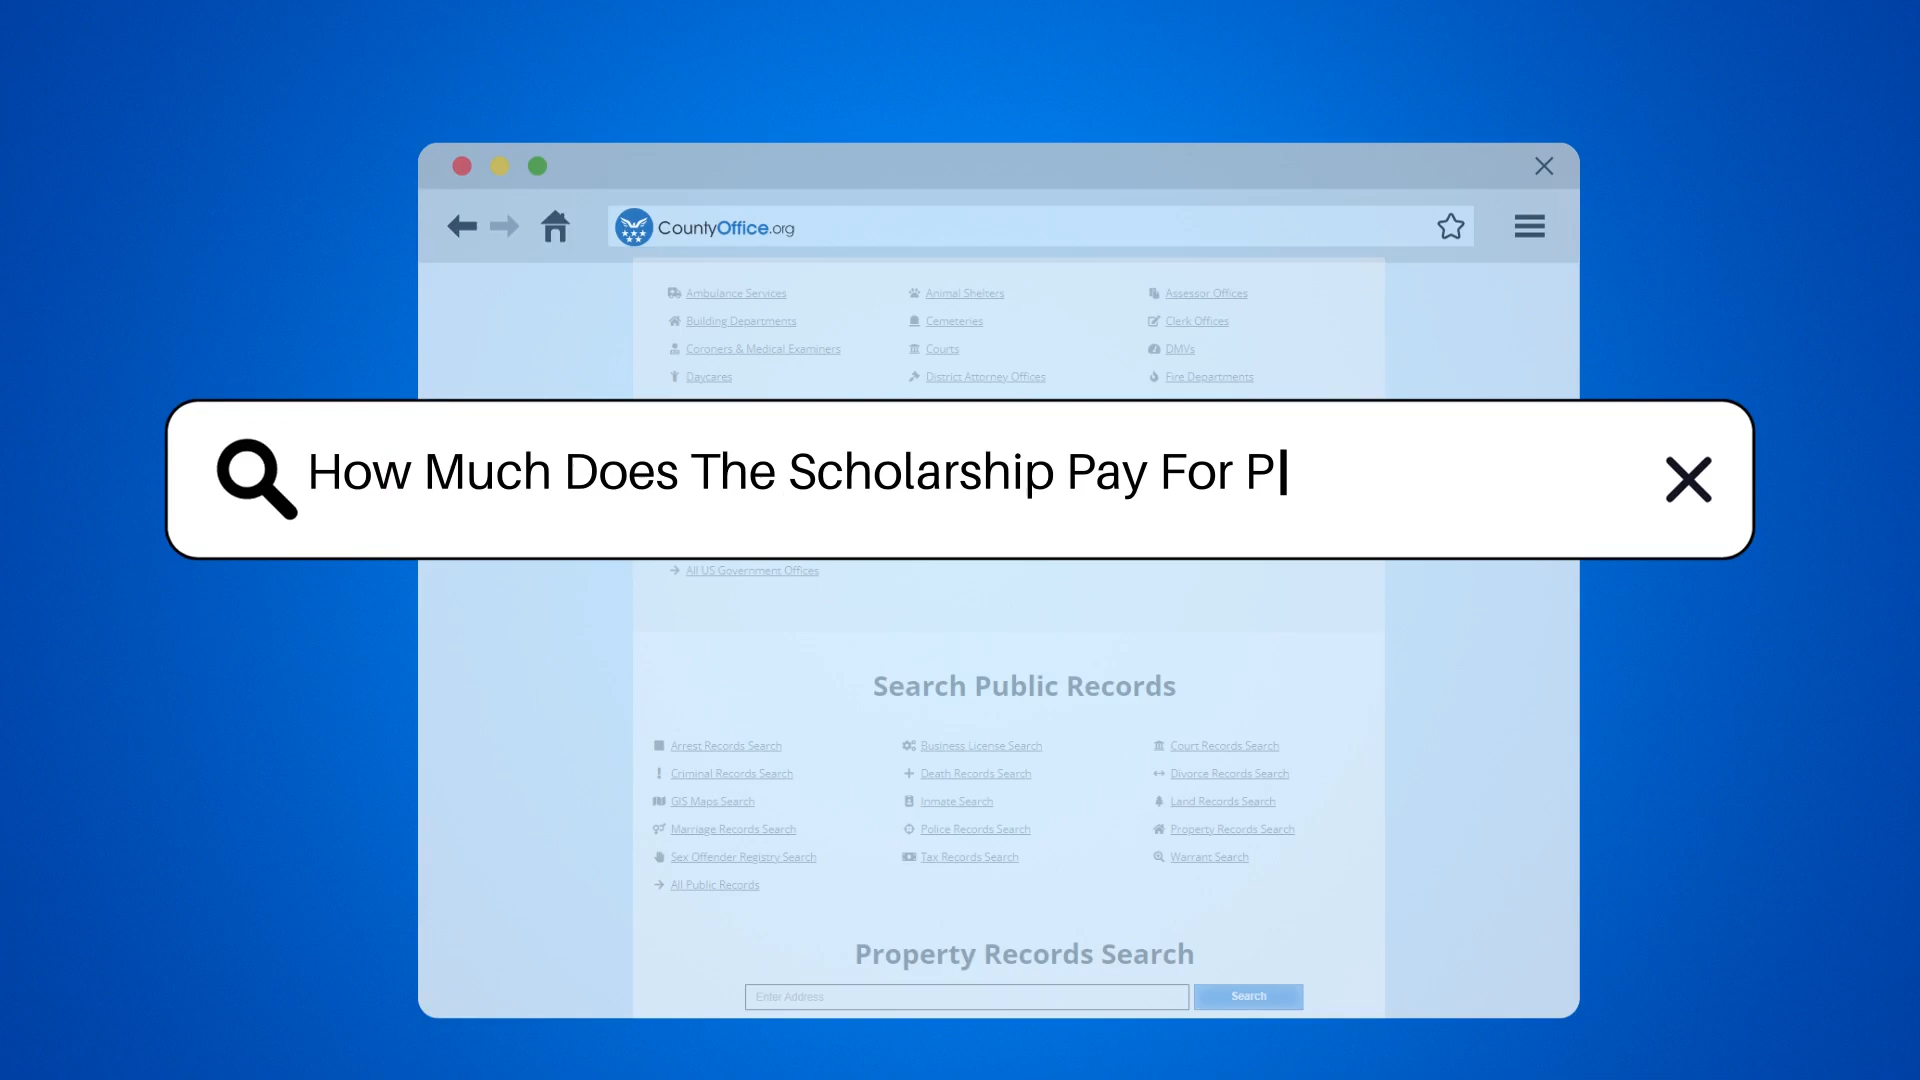 CountyOffice.org
Ambulance Services Animal Shelters Assessor Offices
Building Departments Cemeteries Clerk Offices
Coroners & Medical Examiners Courts DMVs
Daycares District Attorney Offices Fire Departments
How Much Does The Scholarship Pay For P
All US Government Offices
Search Public Records
Arrest Records Search Business License Search Court Records Search
Criminal Records Search Death Records Search Divorce Records Search
GIS Maps Search Inmate Search Land Records Search
Marriage Records Search Police Records Search Property Records Search
Sex Offender Registry Search Tax Records Search Warrant Search
All Public Records
Property Records Search
Enter Address Search